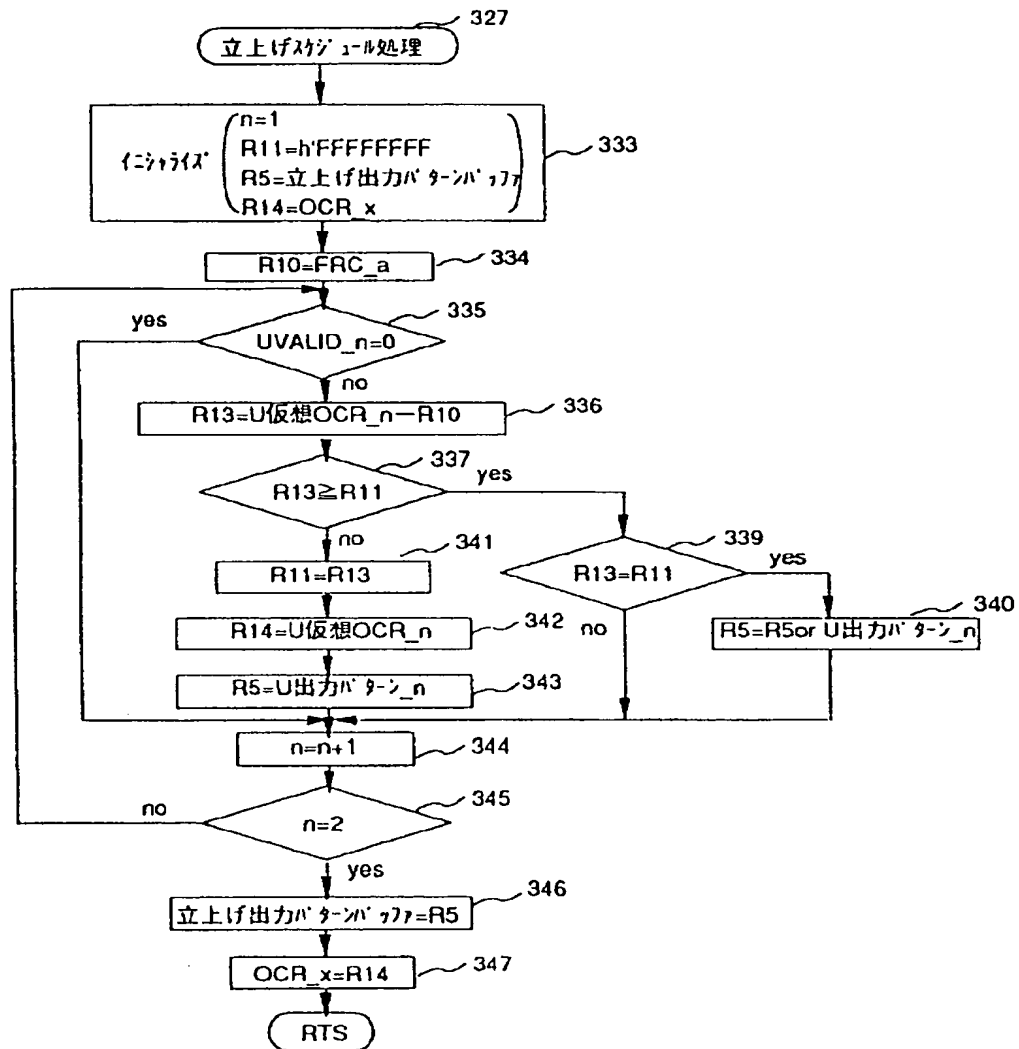 327
立上げｽｹｼﾞｭｰﾙ処理
ｲﾆｼｬﾗｲｽﾞ
n=1
R11=h'FFFFFFFF
R5=立上げ出力ﾊﾟﾀｰﾝﾊﾞｯﾌｧ
R14=OCR_x
333
R10=FRC_a
334
335
yes
UVALID_n=0
no
R13=U仮想OCR_n－R10
336
337
R13≧R11
yes
no
339
R13=R11
yes
no
340
R5=R5or U出力ﾊﾟﾀｰﾝ_n
341
R11=R13
R14=U仮想OCR_n
342
R5=U出力ﾊﾟﾀｰﾝ_n
343
n=n+1
344
345
no
n=2
yes
346
立上げ出力ﾊﾟﾀｰﾝﾊﾞｯﾌｧ=R5
OCR_x=R14
347
RTS